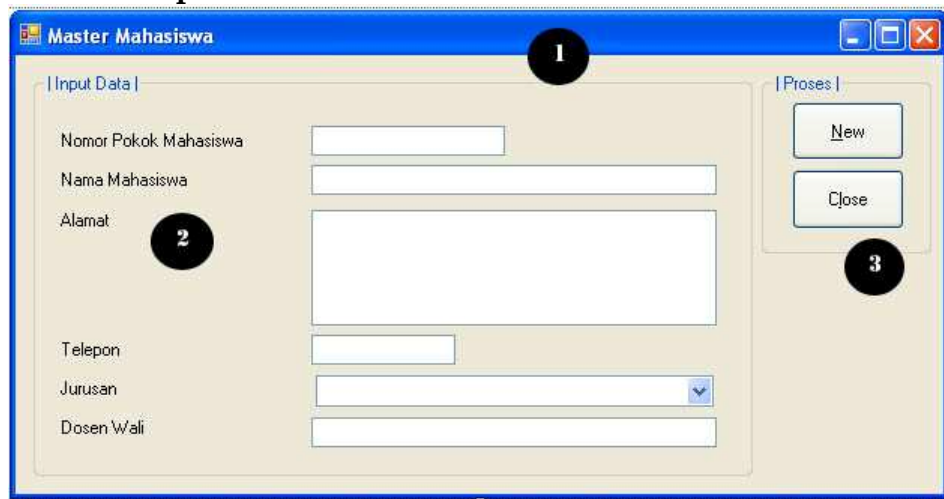 Master Mahasiswa
1
| Input Data |
Nomor Pokok Mahasiswa
Nama Mahasiswa
Alamat
2
Telepon
Jurusan
Dosen Wali
| Proses |
New
Close
3